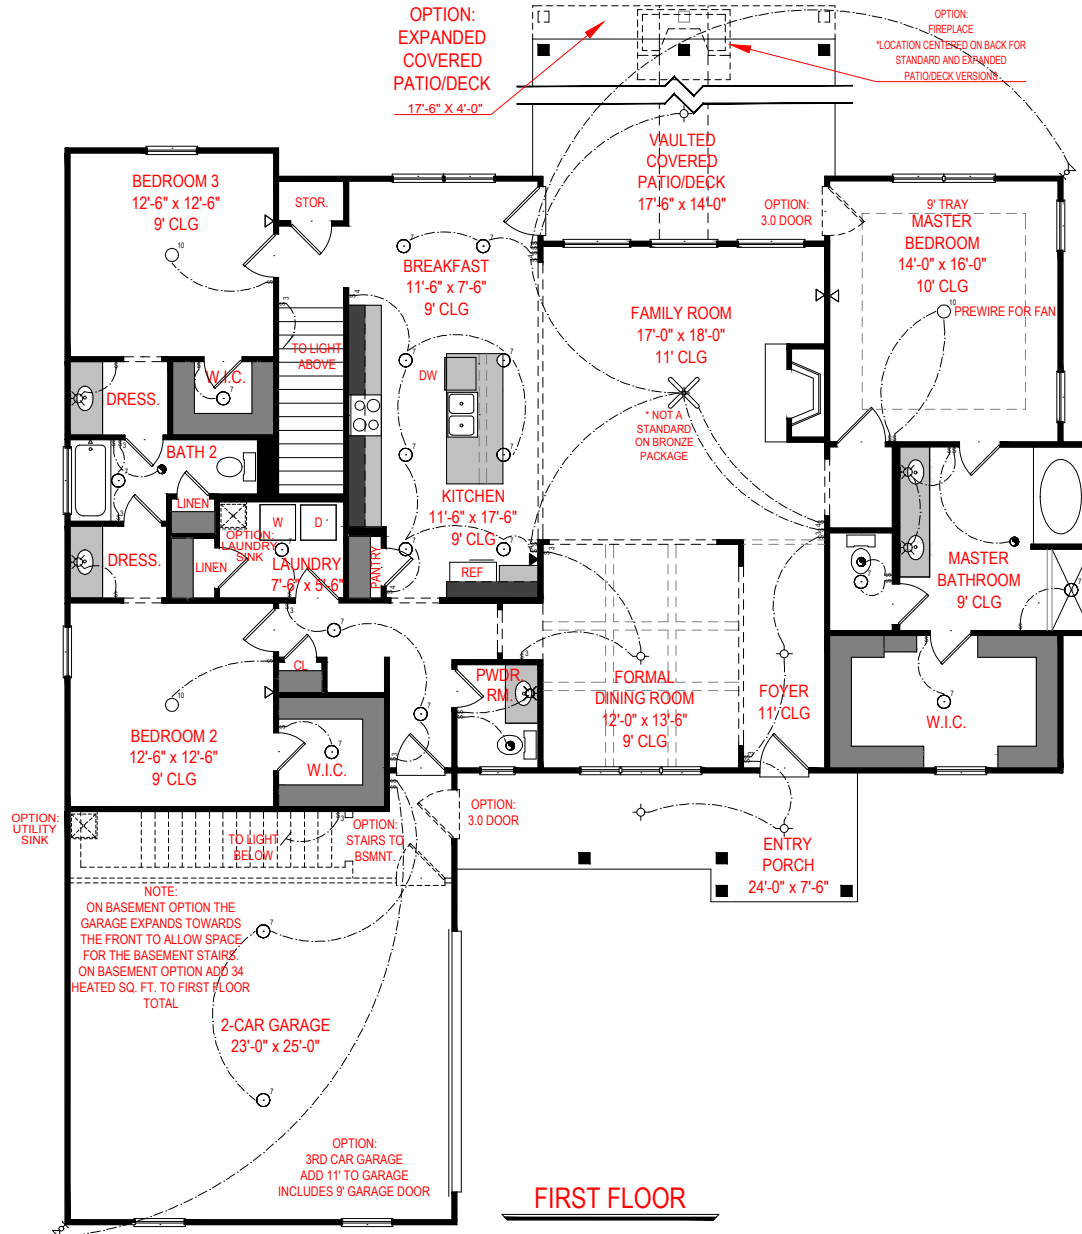 OPTION:
EXPANDED
COVERED
PATIO/DECK
17'-6" X 4'-0"
OPTION:
FIREPLACE
*LOCATION CENTERED ON BACK FOR
STANDARD AND EXPANDED
PATIO/DECK VERSIONS
VAULTED
COVERED
PATIO/DECK
17'-6" x 14'-0"
OPTION:
3.0 DOOR
BEDROOM 3
12'-6" x 12'-6"
9' CLG
STOR.
BREAKFAST
11'-6" x 7'-6"
9' CLG
9' TRAY
MASTER
BEDROOM
14'-0" x 16'-0"
10' CLG
PREWIRE FOR FAN
FAMILY ROOM
17'-0" x 18'-0"
11' CLG
TO LIGHT
ABOVE
DW
W.I.C.
DRESS.
* NOT A
STANDARD
ON BRONZE
PACKAGE
BATH 2
LINEN
KITCHEN
11'-6" x 17'-6"
9' CLG
W
D
OPTION:
LAUNDRY
SINK
LAUNDRY
7'-6" x 5'-6"
DRESS.
LINEN
PANTRY
REF
MASTER
BATHROOM
9' CLG
CL
PWDR.
RM.
FORMAL
DINING ROOM
12'-0" x 13'-6"
9' CLG
FOYER
11' CLG
W.I.C.
BEDROOM 2
12'-6" x 12'-6"
9' CLG
W.I.C.
OPTION:
UTILITY
SINK
TO LIGHT
BELOW
OPTION:
STAIRS TO
BSMNT.
OPTION:
3.0 DOOR
ENTRY
PORCH
24'-0" x 7'-6"
NOTE:
ON BASEMENT OPTION THE
GARAGE EXPANDS TOWARDS
THE FRONT TO ALLOW SPACE
FOR THE BASEMENT STAIRS.
ON BASEMENT OPTION ADD 34
HEATED SQ. FT. TO FIRST FLOOR
TOTAL
2-CAR GARAGE
23'-0" x 25'-0"
OPTION:
3RD CAR GARAGE
ADD 11' TO GARAGE
INCLUDES 9' GARAGE DOOR
FIRST FLOOR